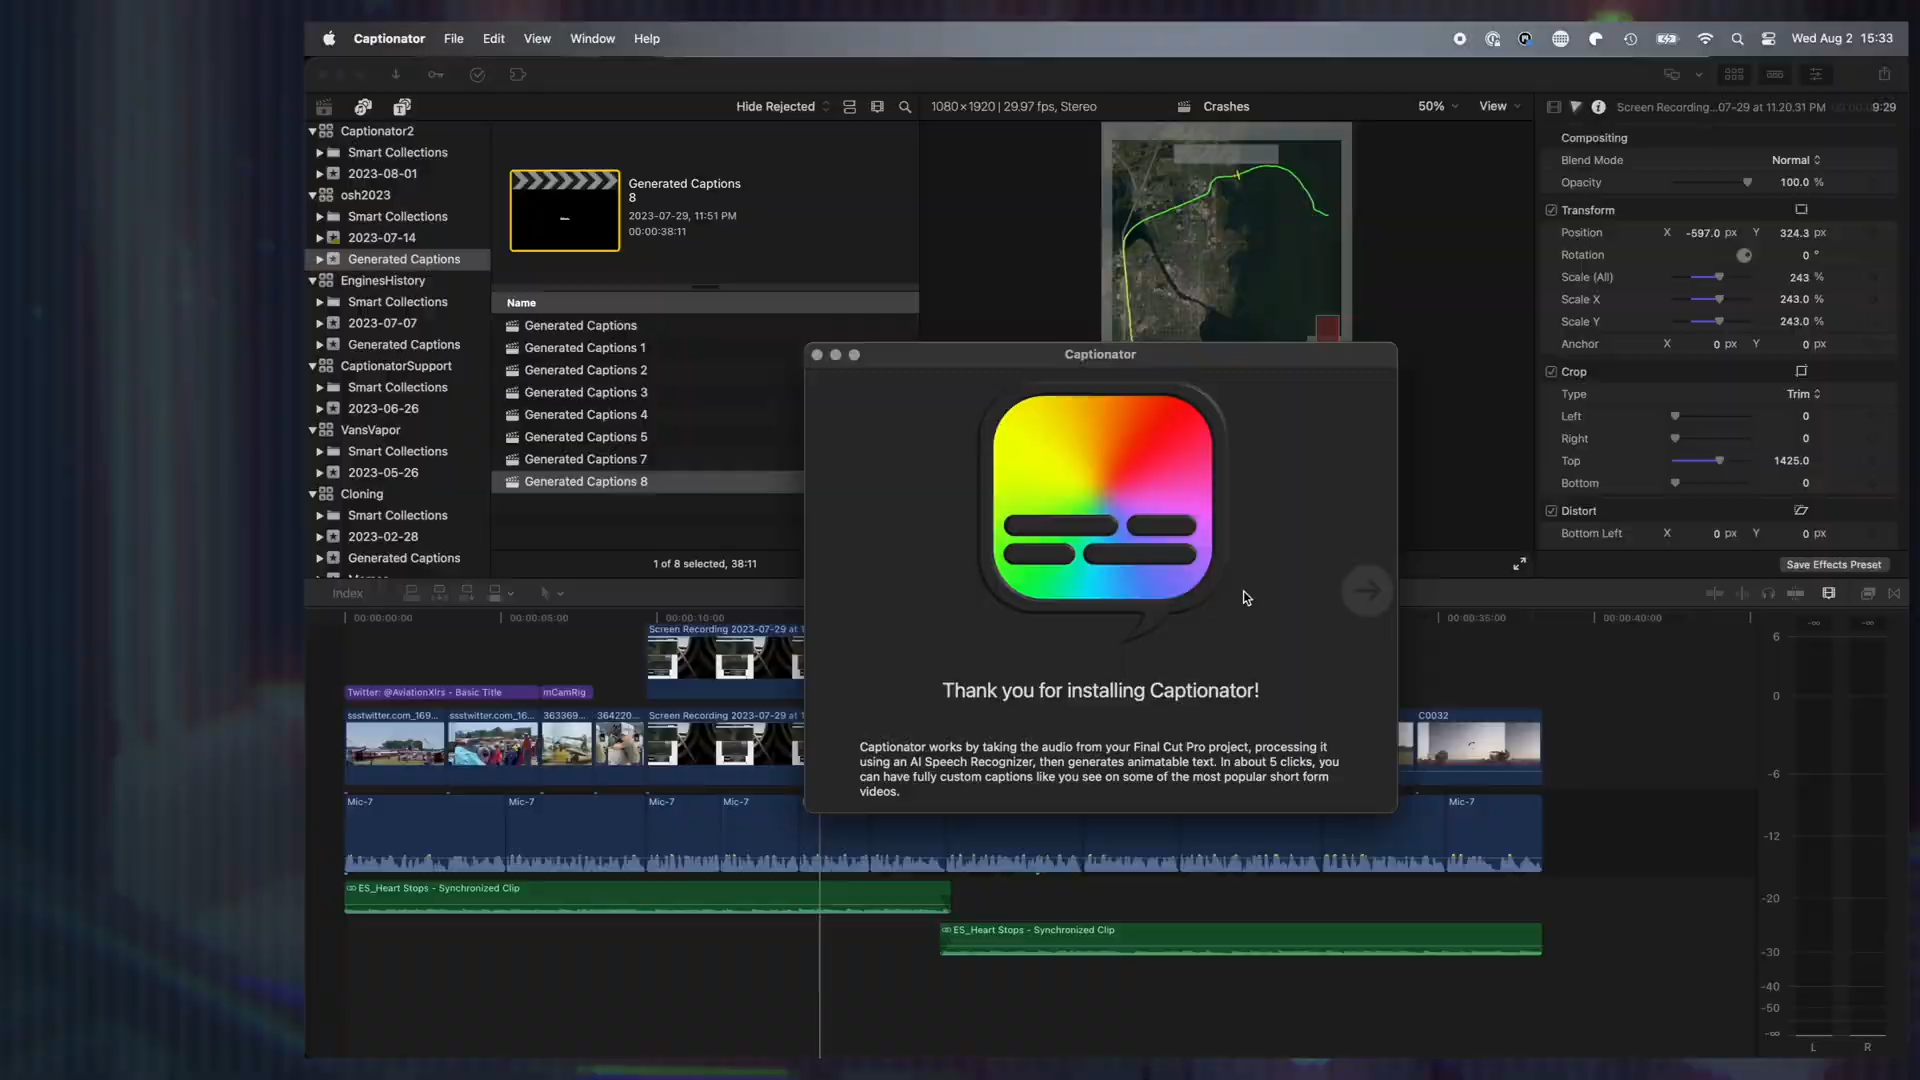 Captionator File Edit View Window Help
Wed Aug 2 15:33
Hide Rejected
1080×1920 | 29.97 fps, Stereo
Crashes
50%
View
Screen Recording...07-29 at 11.20.31 PM
9:29
Captionator2
Smart Collections
2023-08-01
osh2023
Smart Collections
2023-07-14
Generated Captions
EnginesHistory
Smart Collections
2023-07-07
Generated Captions
CaptionatorSupport
Smart Collections
2023-06-26
VansVapor
Smart Collections
2023-05-26
Cloning
Smart Collections
2023-02-28
Generated Captions
Generated Captions
8
2023-07-29, 11:51 PM
00:00:38:11
Name
Generated Captions
Generated Captions 1
Generated Captions 2
Generated Captions 3
Generated Captions 4
Generated Captions 5
Generated Captions 7
Generated Captions 8
1 of 8 selected, 38:11
Compositing
Blend Mode Normal
Opacity 100.0 %
Transform
Position X -597.0 px Y 324.3 px
Rotation 0 °
Scale (All) 243 %
Scale X 243.0 %
Scale Y 243.0 %
Anchor X 0 px Y 0 px
Crop
Type Trim
Left 0
Right 0
Top 1425.0
Bottom 0
Distort
Bottom Left X 0 px Y 0 px
Save Effects Preset
Captionator
Thank you for installing Captionator!
Captionator works by taking the audio from your Final Cut Pro project, processing it
using an AI Speech Recognizer, then generates animatable text. In about 5 clicks, you
can have fully custom captions like you see on some of the most popular short form
videos.
Index
00:00:00:00 00:00:05:00 00:00:10:00 00:00:35:00 00:00:40:00
Screen Recording 2023-07-29 at 1
Twitter: @AviationXlrs - Basic Title mCamRig
ssstwitter.com_169... ssstwitter.com_16... 363369... 364220... Screen Recording 2023-07-29 at 1 C0032
Mic-7 Mic-7 Mic-7 Mic-7 Mic-7
ES_Heart Stops - Synchronized Clip
ES_Heart Stops - Synchronized Clip
-∞ -∞
6
0
-6
-12
-20
-30
-40
-50
-∞
L R